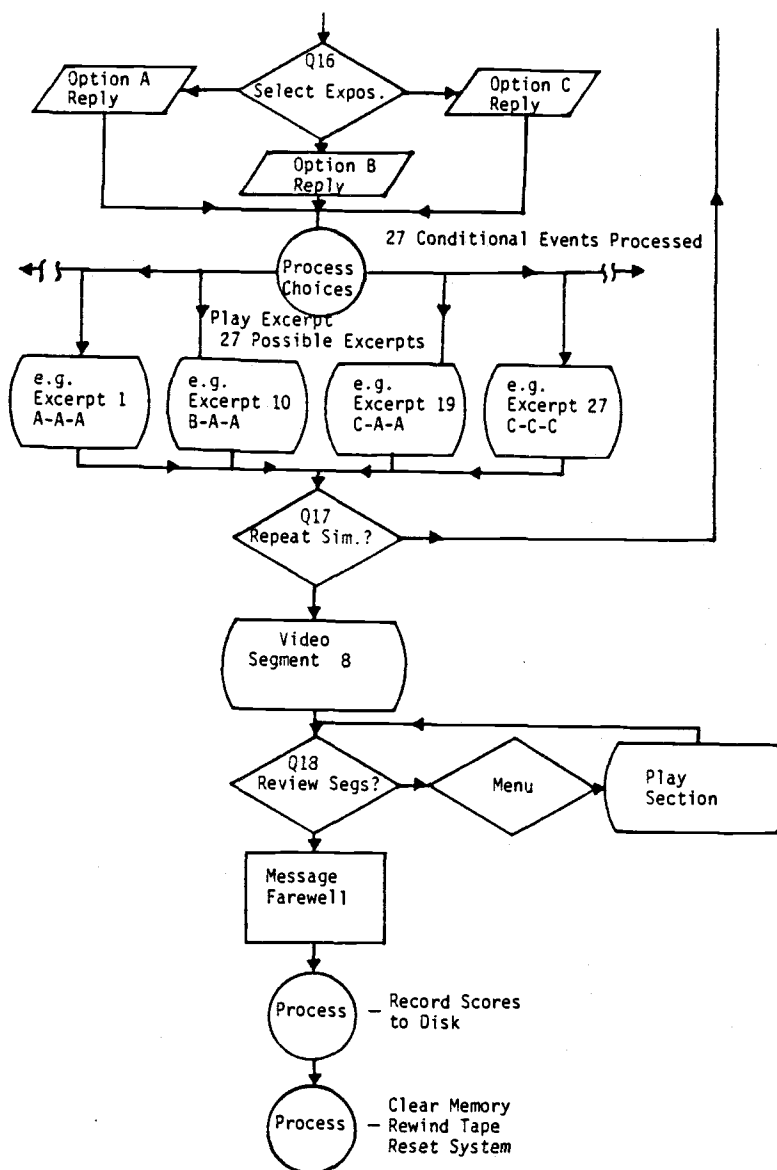 Q16
Select Expos.
Option A
Reply
Option C
Reply
Option B
Reply
27 Conditional Events Processed
Process
Choices
Play Excerpt
27 Possible Excerpts
e.g.
Excerpt 1
A-A-A
e.g.
Excerpt 10
B-A-A
e.g.
Excerpt 19
C-A-A
e.g.
Excerpt 27
C-C-C
Q17
Repeat Sim.?
Video
Segment 8
Q18
Review Segs?
Menu
Play
Section
Message
Farewell
Process
— Record Scores
to Disk
Process
Clear Memory
— Rewind Tape
Reset System